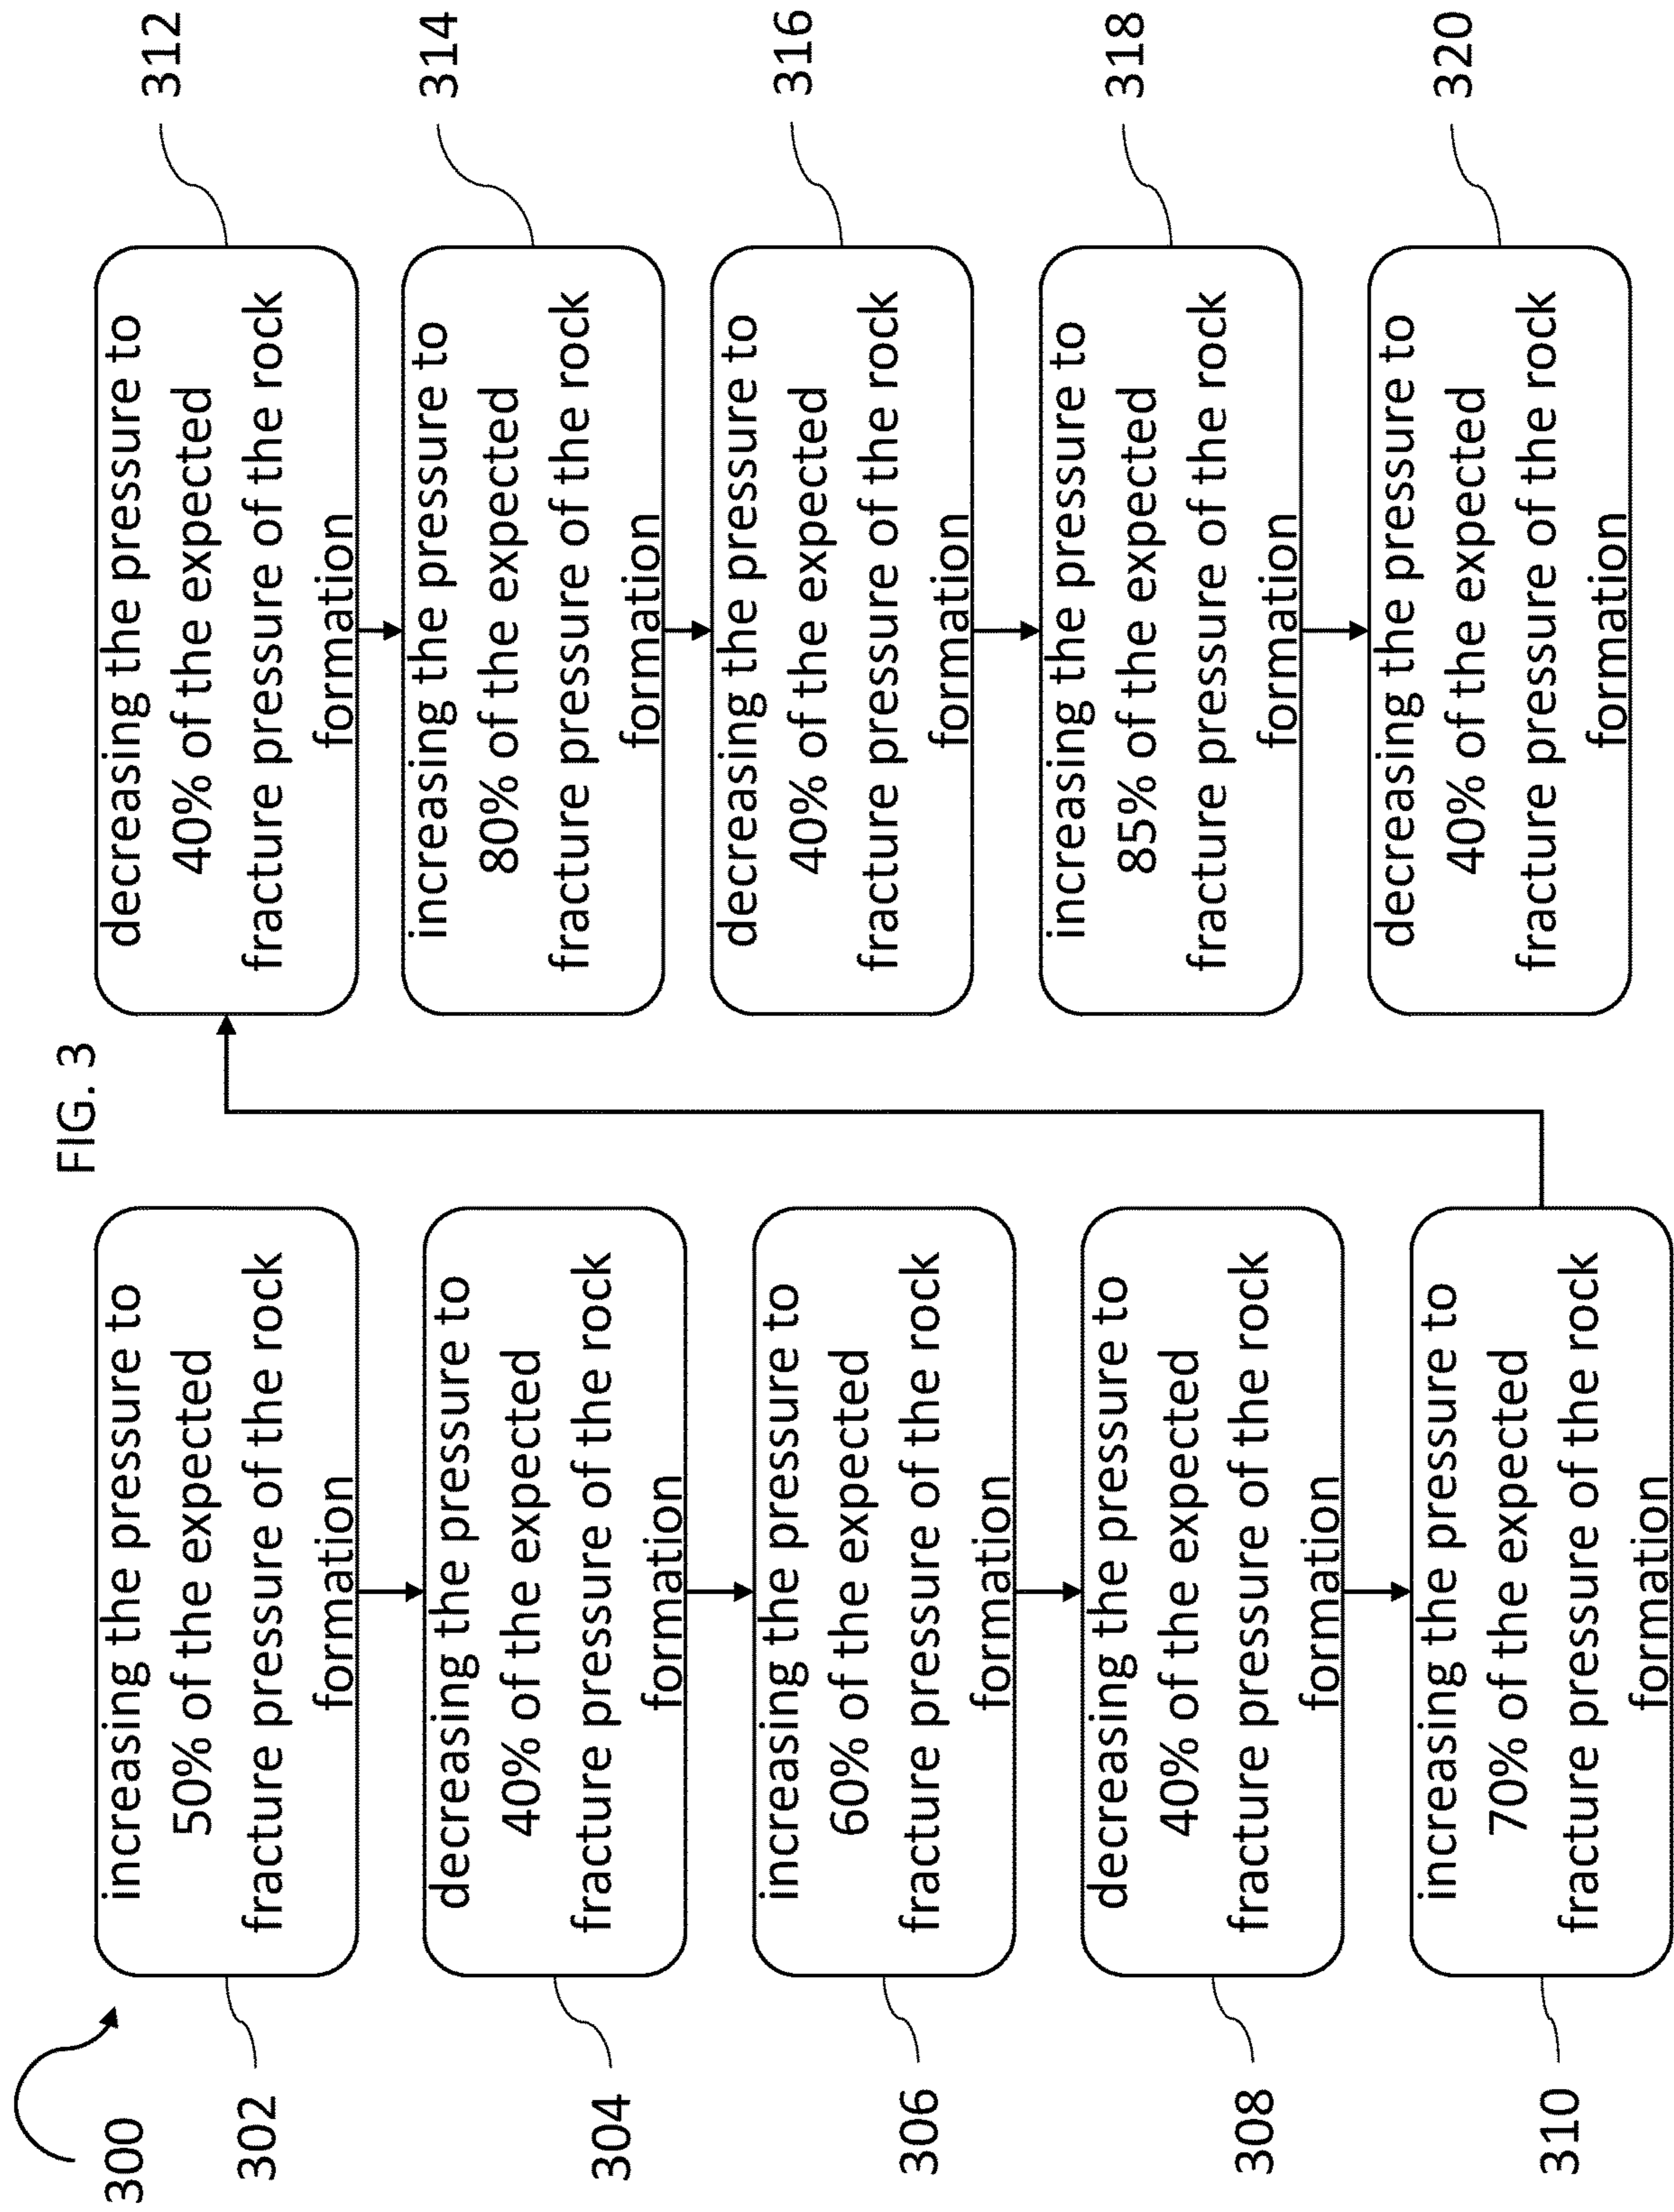 FIG. 3
300
302
increasing the pressure to
50% of the expected
fracture pressure of the rock
formation
304
decreasing the pressure to
40% of the expected
fracture pressure of the rock
formation
306
increasing the pressure to
60% of the expected
fracture pressure of the rock
formation
308
decreasing the pressure to
40% of the expected
fracture pressure of the rock
formation
310
increasing the pressure to
70% of the expected
fracture pressure of the rock
formation
312
decreasing the pressure to
40% of the expected
fracture pressure of the rock
formation
314
increasing the pressure to
80% of the expected
fracture pressure of the rock
formation
316
decreasing the pressure to
40% of the expected
fracture pressure of the rock
formation
318
increasing the pressure to
85% of the expected
fracture pressure of the rock
formation
320
decreasing the pressure to
40% of the expected
fracture pressure of the rock
formation